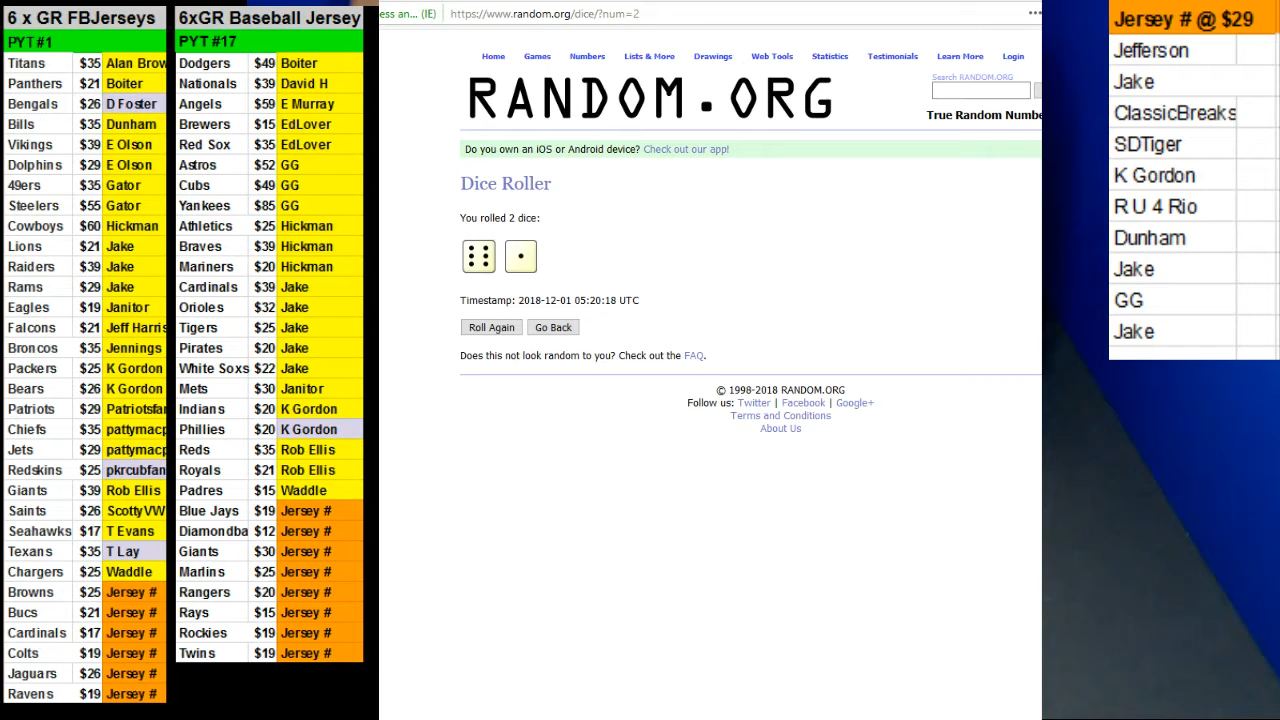 6 x GR FBJerseys
PYT #1
Titans $35 Alan Brow
Panthers $21 Boiter
Bengals $26 D Foster
Bills $35 Dunham
Vikings $39 E Olson
Dolphins $29 E Olson
49ers $35 Gator
Steelers $55 Gator
Cowboys $60 Hickman
Lions $21 Jake
Raiders $39 Jake
Rams $29 Jake
Eagles $19 Janitor
Falcons $21 Jeff Harris
Broncos $35 Jennings
Packers $25 K Gordon
Bears $26 K Gordon
Patriots $29 Patriotsfan
Chiefs $35 pattymacp
Jets $29 pattymacp
Redskins $25 pkrcubfan
Giants $39 Rob Ellis
Saints $26 ScottyVW
Seahawks $17 T Evans
Texans $35 T Lay
Chargers $25 Waddle
Browns $25 Jersey #
Bucs $21 Jersey #
Cardinals $17 Jersey #
Colts $19 Jersey #
Jaguars $26 Jersey #
Ravens $19 Jersey #
6xGR Baseball Jersey
PYT #17
Dodgers $49 Boiter
Nationals $39 David H
Angels $59 E Murray
Brewers $15 EdLover
Red Sox $35 EdLover
Astros $52 GG
Cubs $49 GG
Yankees $85 GG
Athletics $25 Hickman
Braves $39 Hickman
Mariners $20 Hickman
Cardinals $39 Jake
Orioles $32 Jake
Tigers $25 Jake
Pirates $20 Jake
White Soxs $22 Jake
Mets $30 Janitor
Indians $20 K Gordon
Phillies $20 K Gordon
Reds $35 Rob Ellis
Royals $21 Rob Ellis
Padres $15 Waddle
Blue Jays $19 Jersey #
Diamondba $12 Jersey #
Giants $30 Jersey #
Marlins $25 Jersey #
Rangers $20 Jersey #
Rays $15 Jersey #
Rockies $19 Jersey #
Twins $19 Jersey #
ess an... (IE) https://www.random.org/dice/?num=2 ...
Home Games Numbers Lists & More Drawings Web Tools Statistics Testimonials Learn More Login
RANDOM.ORG
Search RANDOM.ORG
True Random Numbe
Do you own an iOS or Android device? Check out our app!
Dice Roller
You rolled 2 dice:
Timestamp: 2018-12-01 05:20:18 UTC
Roll Again Go Back
Does this not look random to you? Check out the FAQ.
© 1998-2018 RANDOM.ORG
Follow us: Twitter | Facebook | Google+
Terms and Conditions
About Us
Jersey # @ $29
Jefferson
Jake
ClassicBreaks
SDTiger
K Gordon
R U 4 Rio
Dunham
Jake
GG
Jake